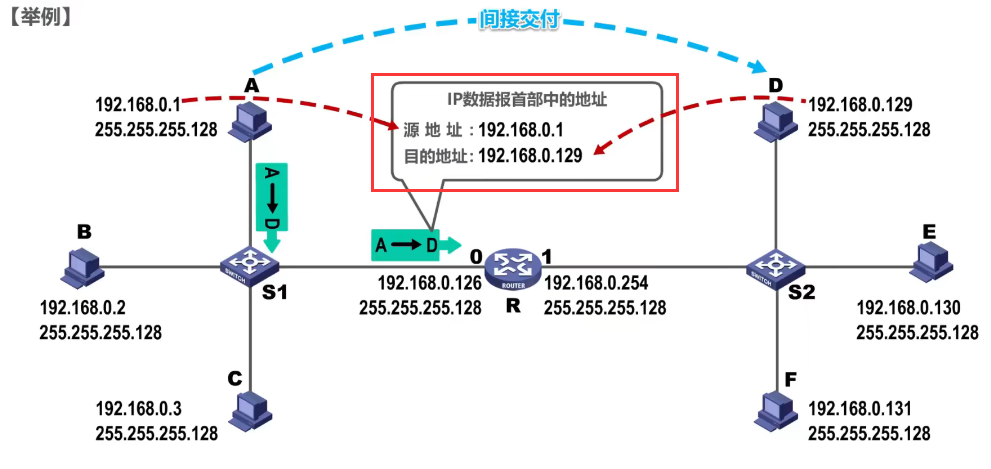 【举例】
间接交付
A
192.168.0.1
255.255.255.128
IP数据报首部中的地址
源 地 址 : 192.168.0.1
目的地址: 192.168.0.129
D
192.168.0.129
255.255.255.128
A
D
B
192.168.0.2
255.255.255.128
SWITCH
S1
A D
0
1
ROUTER
R
192.168.0.126
255.255.255.128
192.168.0.254
255.255.255.128
SWITCH
S2
E
192.168.0.130
255.255.255.128
C
192.168.0.3
255.255.255.128
F
192.168.0.131
255.255.255.128